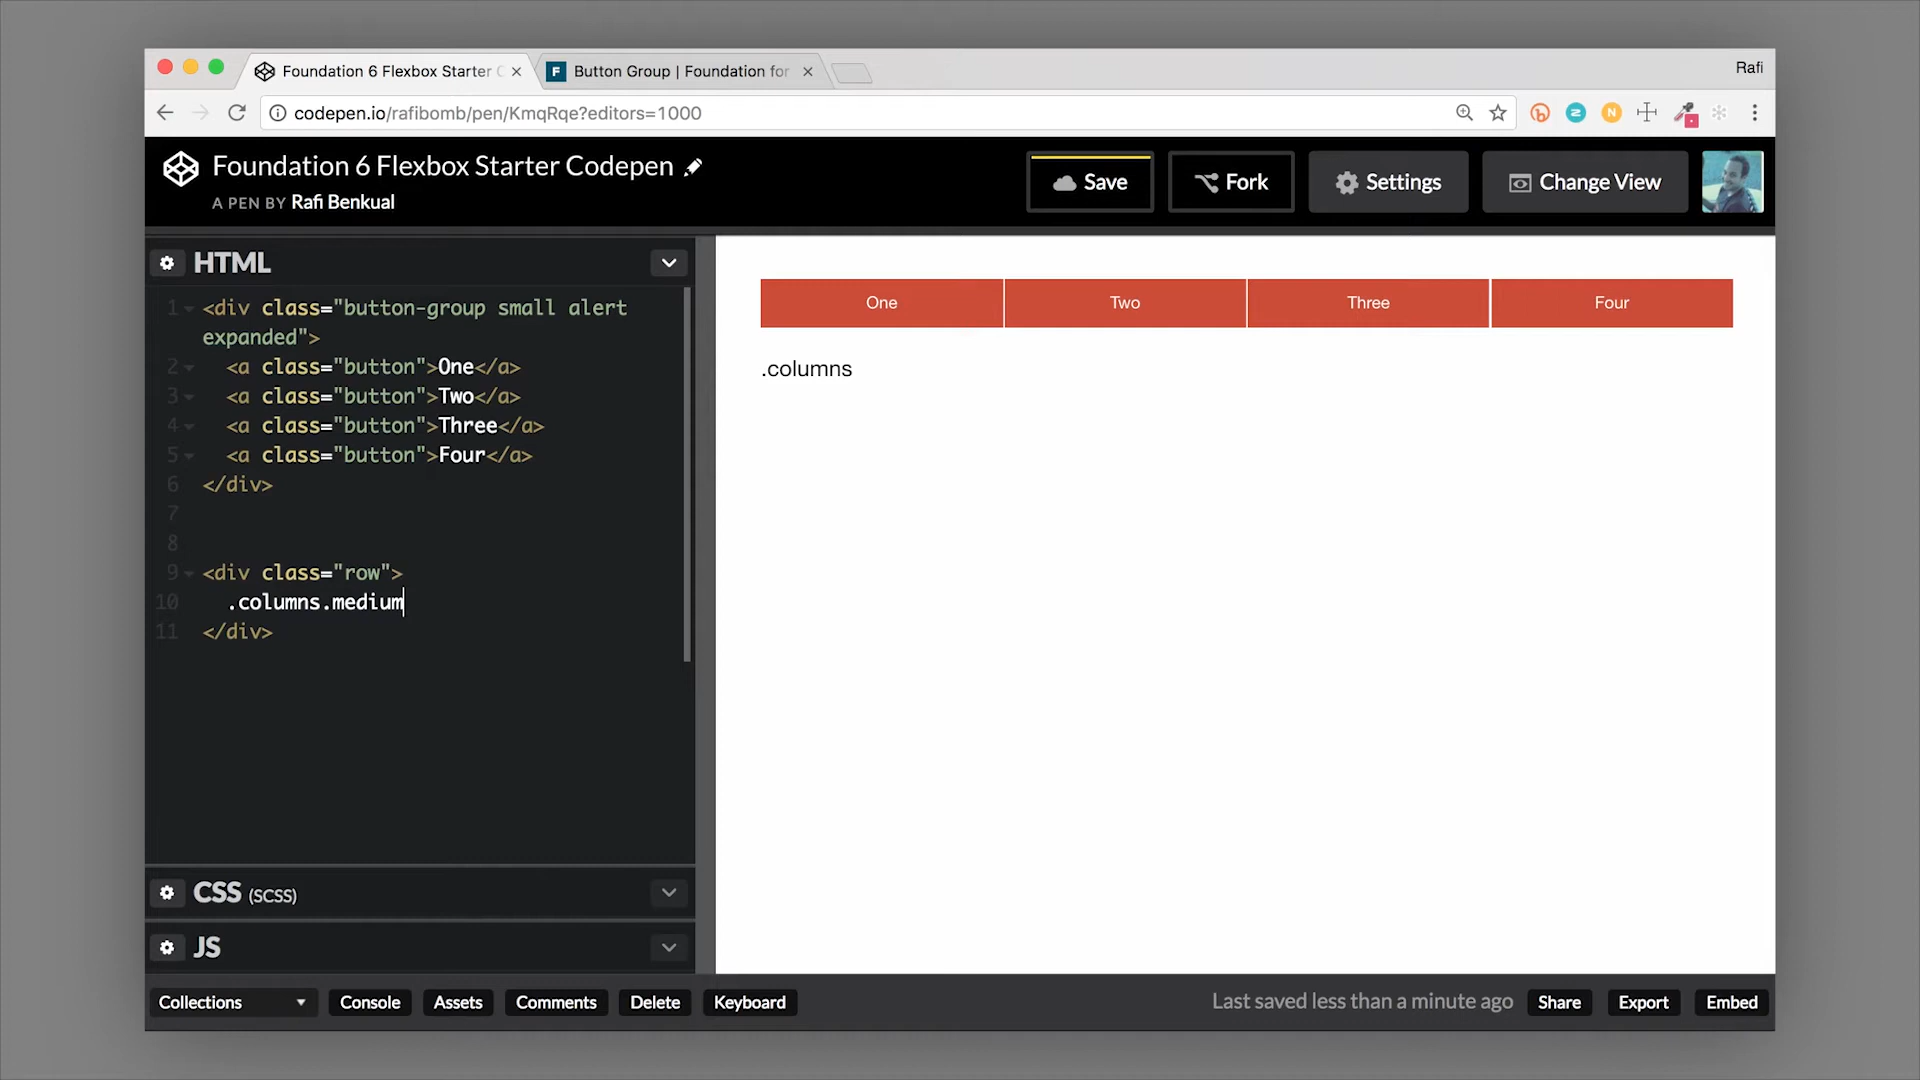 Foundation 6 Flexbox Starter C
Button Group | Foundation for
Rafi
codepen.io/rafibomb/pen/KmqRqe?editors=1000
Foundation 6 Flexbox Starter Codepen
A PEN BY Rafi Benkual
Save
Fork
Settings
Change View
HTML
1 <div class="button-group small alert
expanded">
2 <a class="button">One</a>
3 <a class="button">Two</a>
4 <a class="button">Three</a>
5 <a class="button">Four</a>
6 </div>
7
8
9 <div class="row">
10 .columns.medium
11 </div>
One
Two
Three
Four
.columns
CSS (SCSS)
JS
Collections
Console
Assets
Comments
Delete
Keyboard
Last saved less than a minute ago
Share
Export
Embed